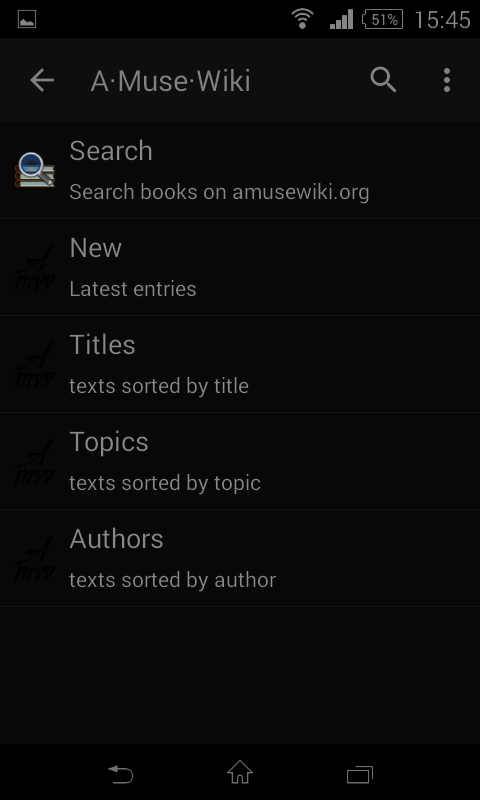 51% 15:45
A·Muse·Wiki
Search
Search books on amusewiki.org
New
Latest entries
Titles
texts sorted by title
Topics
texts sorted by topic
Authors
texts sorted by author